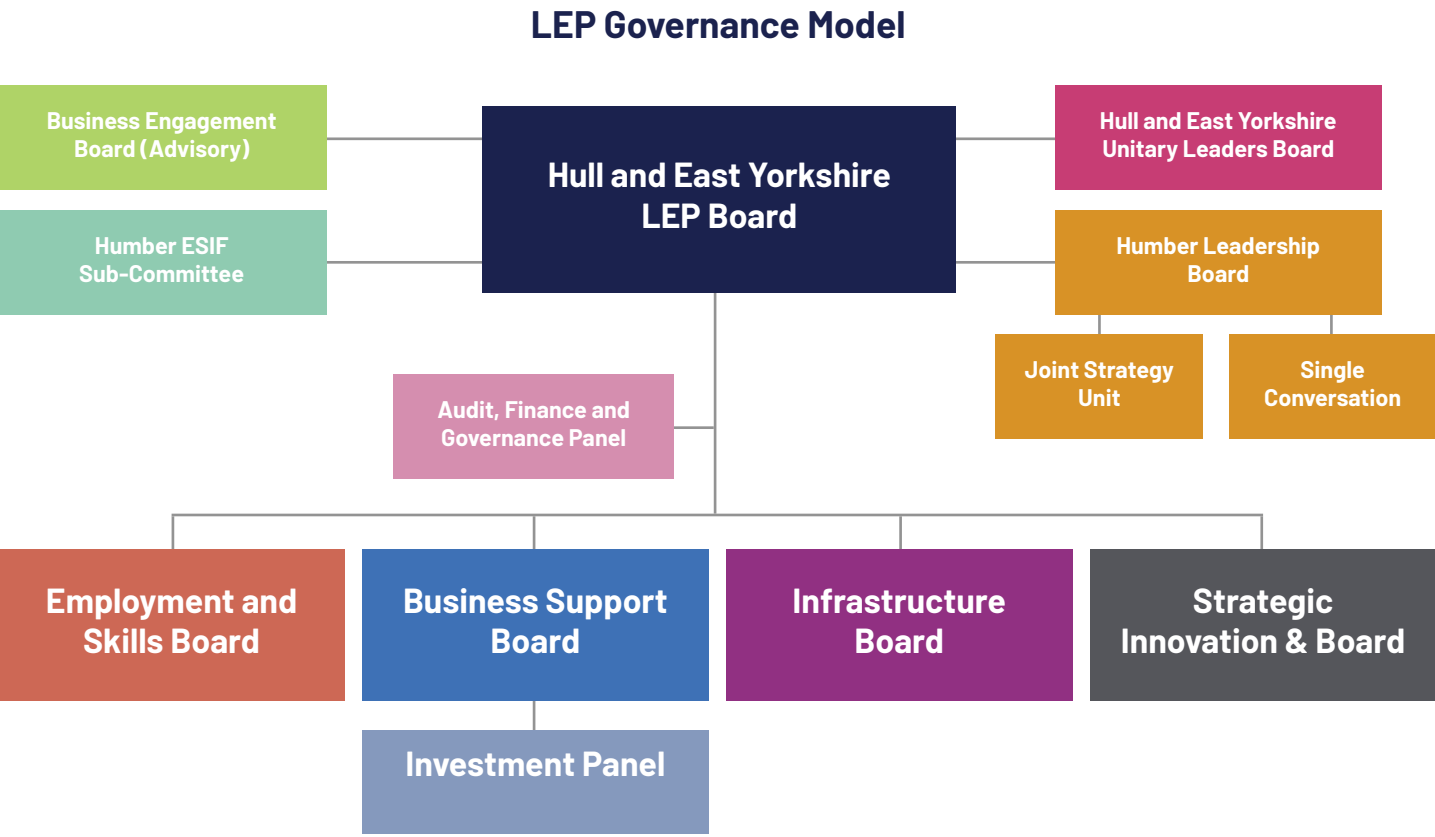 LEP Governance Model
Business Engagement
Board (Advisory)
Hull and East Yorkshire
LEP Board
Hull and East Yorkshire
Unitary Leaders Board
Humber ESIF
Sub-Committee
Humber Leadership
Board
Joint Strategy
Unit
Single
Conversation
Audit, Finance and
Governance Panel
Employment and
Skills Board
Business Support
Board
Infrastructure
Board
Strategic
Innovation & Board
Investment Panel